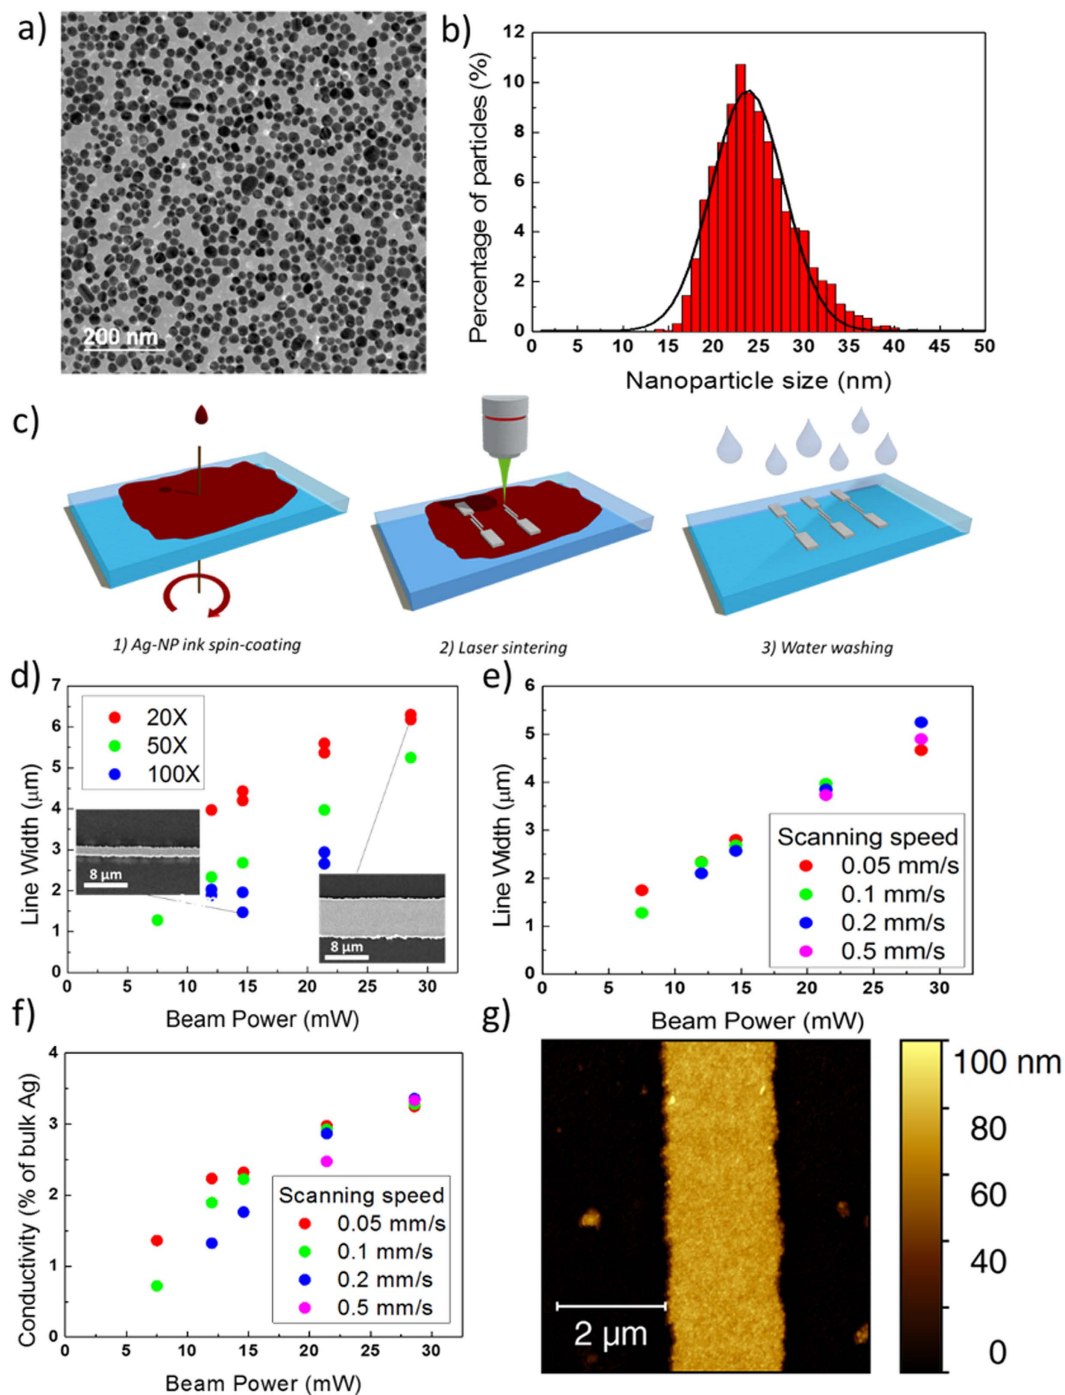 a)
200 nm
b)
12
10
8
6
4
2
0
Percentage of particles (%)
0 5 10 15 20 25 30 35 40 45 50
Nanoparticle size (nm)
c)
1) Ag-NP ink spin-coating
2) Laser sintering
3) Water washing
d)
7
6
5
4
3
2
1
0
Line Width (μm)
20X
50X
100X
8 μm
8 μm
0 5 10 15 20 25 30
Beam Power (mW)
e)
6
5
4
3
2
1
0
Line Width (μm)
Scanning speed
0.05 mm/s
0.1 mm/s
0.2 mm/s
0.5 mm/s
0 5 10 15 20 25 30
Beam Power (mW)
f)
4
3
2
1
0
Conductivity (% of bulk Ag)
Scanning speed
0.05 mm/s
0.1 mm/s
0.2 mm/s
0.5 mm/s
0 5 10 15 20 25 30
Beam Power (mW)
g)
2 μm
100 nm
80
60
40
0